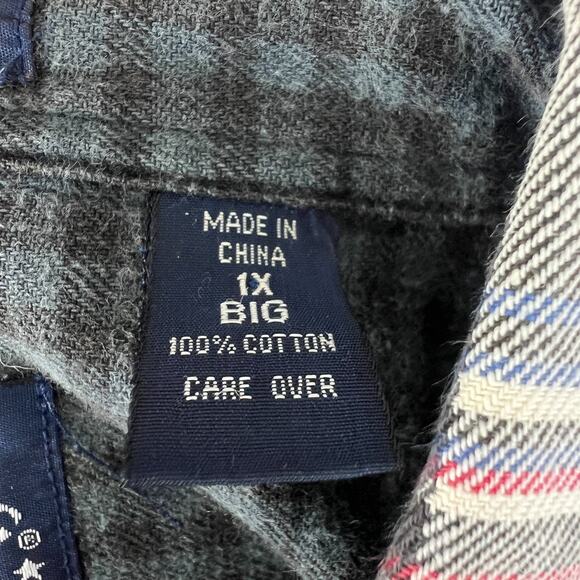 MADE IN
CHINA
1X
BIG
100% COTTON
CARE OVER
®